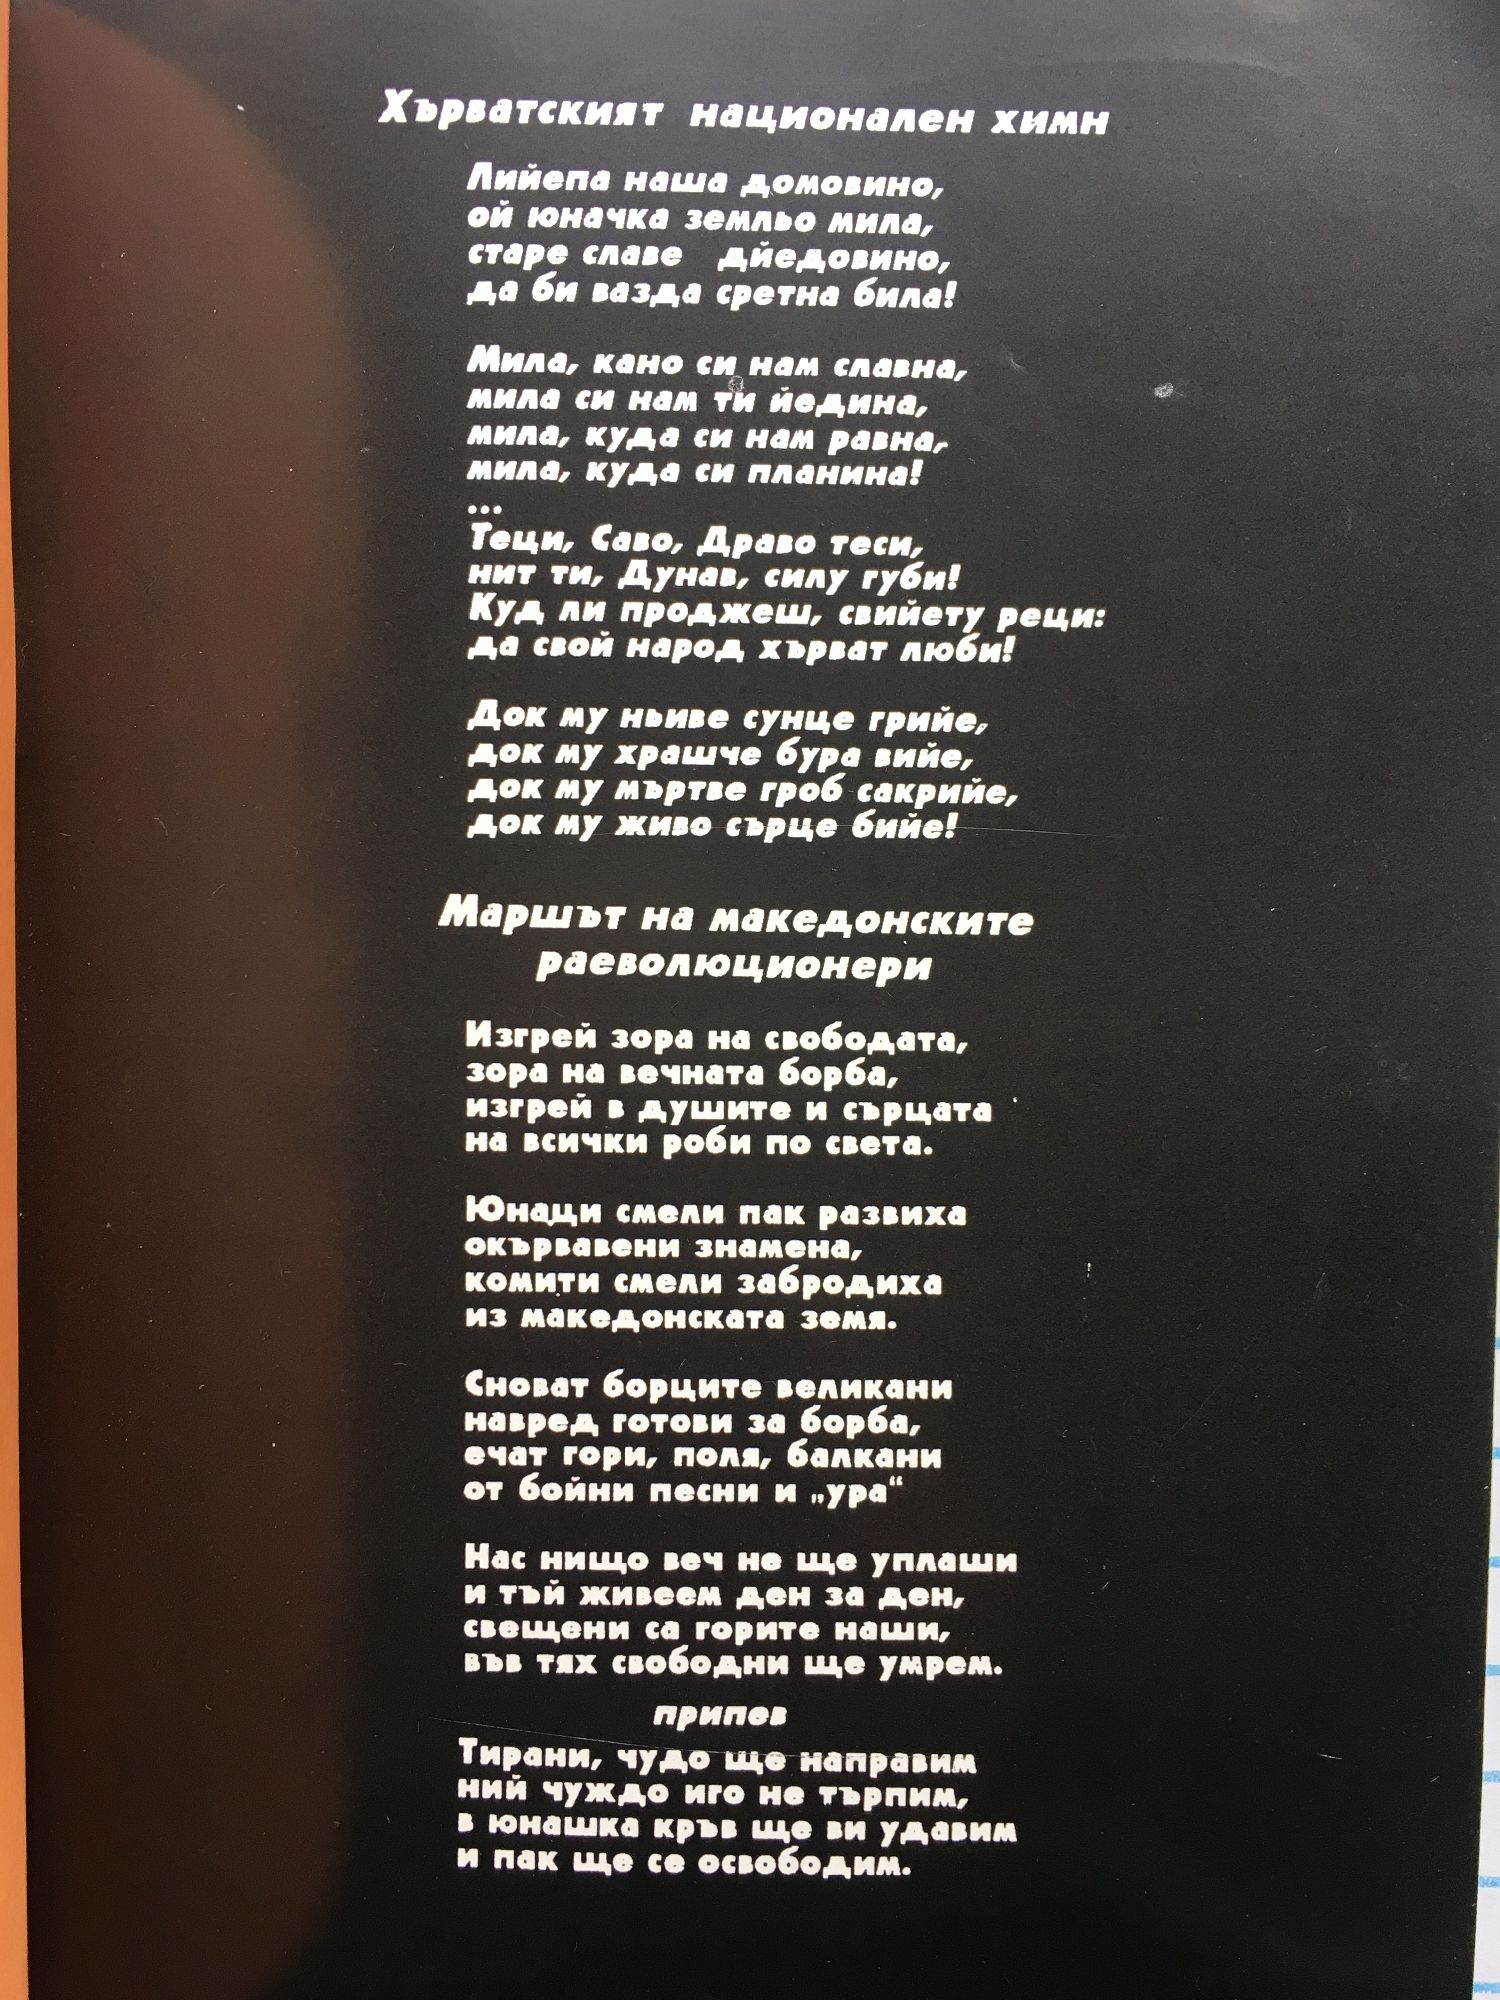 Хърватският национален химн
Лийепа наша домовино,
ой юначка земльо мила,
старе славе дйедовино,
да би вазда сретна била!
Мила, кано си нам славна,
мила си нам ти йедина,
мила, куда си нам равна,
мила, куда си планина!
...
Теци, Саво, Драво теси,
нит ти, Дунав, силу губи!
Куд ли проджеш, свийету реци:
да свой народ хърват люби!
Док му ньиве сунце грийе,
док му храшче бура вийе,
док му мъртве гроб сакрийе,
док му живо сърце бийе!
Маршът на македонските
раеволюционери
Изгрей зора на свободата,
зора на вечната борба,
изгрей в душите и сърцата
на всички роби по света.
Юнаци смели пак развиха
окървавени знамена,
комити смели забродиха
из македонската земя.
Сноват борците великани
навред готови за борба,
ечат гори, поля, балкани
от бойни песни и „ура“
Нас нищо веч не ще уплаши
и тъй живеем ден за ден,
свещени са горите наши,
във тях свободни ще умрем.
припев
Тирани, чудо ще направим
ний чуждо иго не търпим,
в юнашка кръв ще ви удавим
и пак ще се освободим.